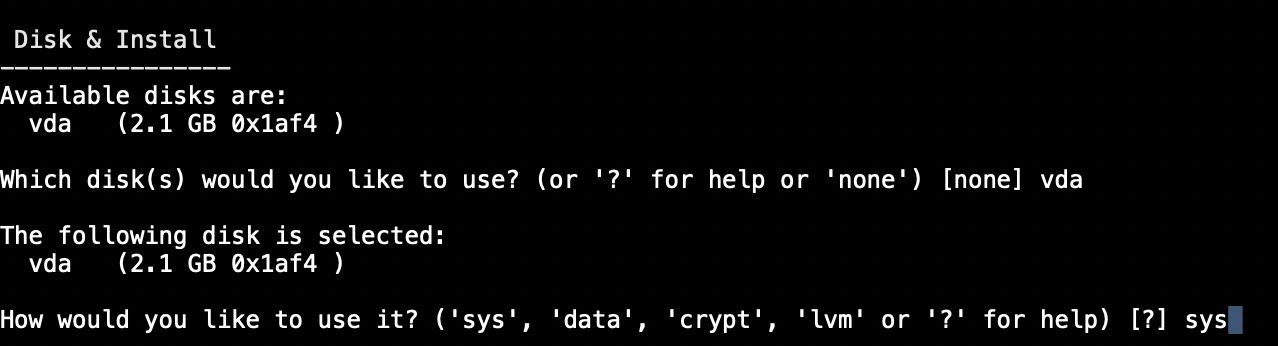 Disk & Install
----------------
Available disks are:
  vda   (2.1 GB 0x1af4 )
Which disk(s) would you like to use? (or '?' for help or 'none') [none] vda
The following disk is selected:
  vda   (2.1 GB 0x1af4 )
How would you like to use it? ('sys', 'data', 'crypt', 'lvm' or '?' for help) [?] sys